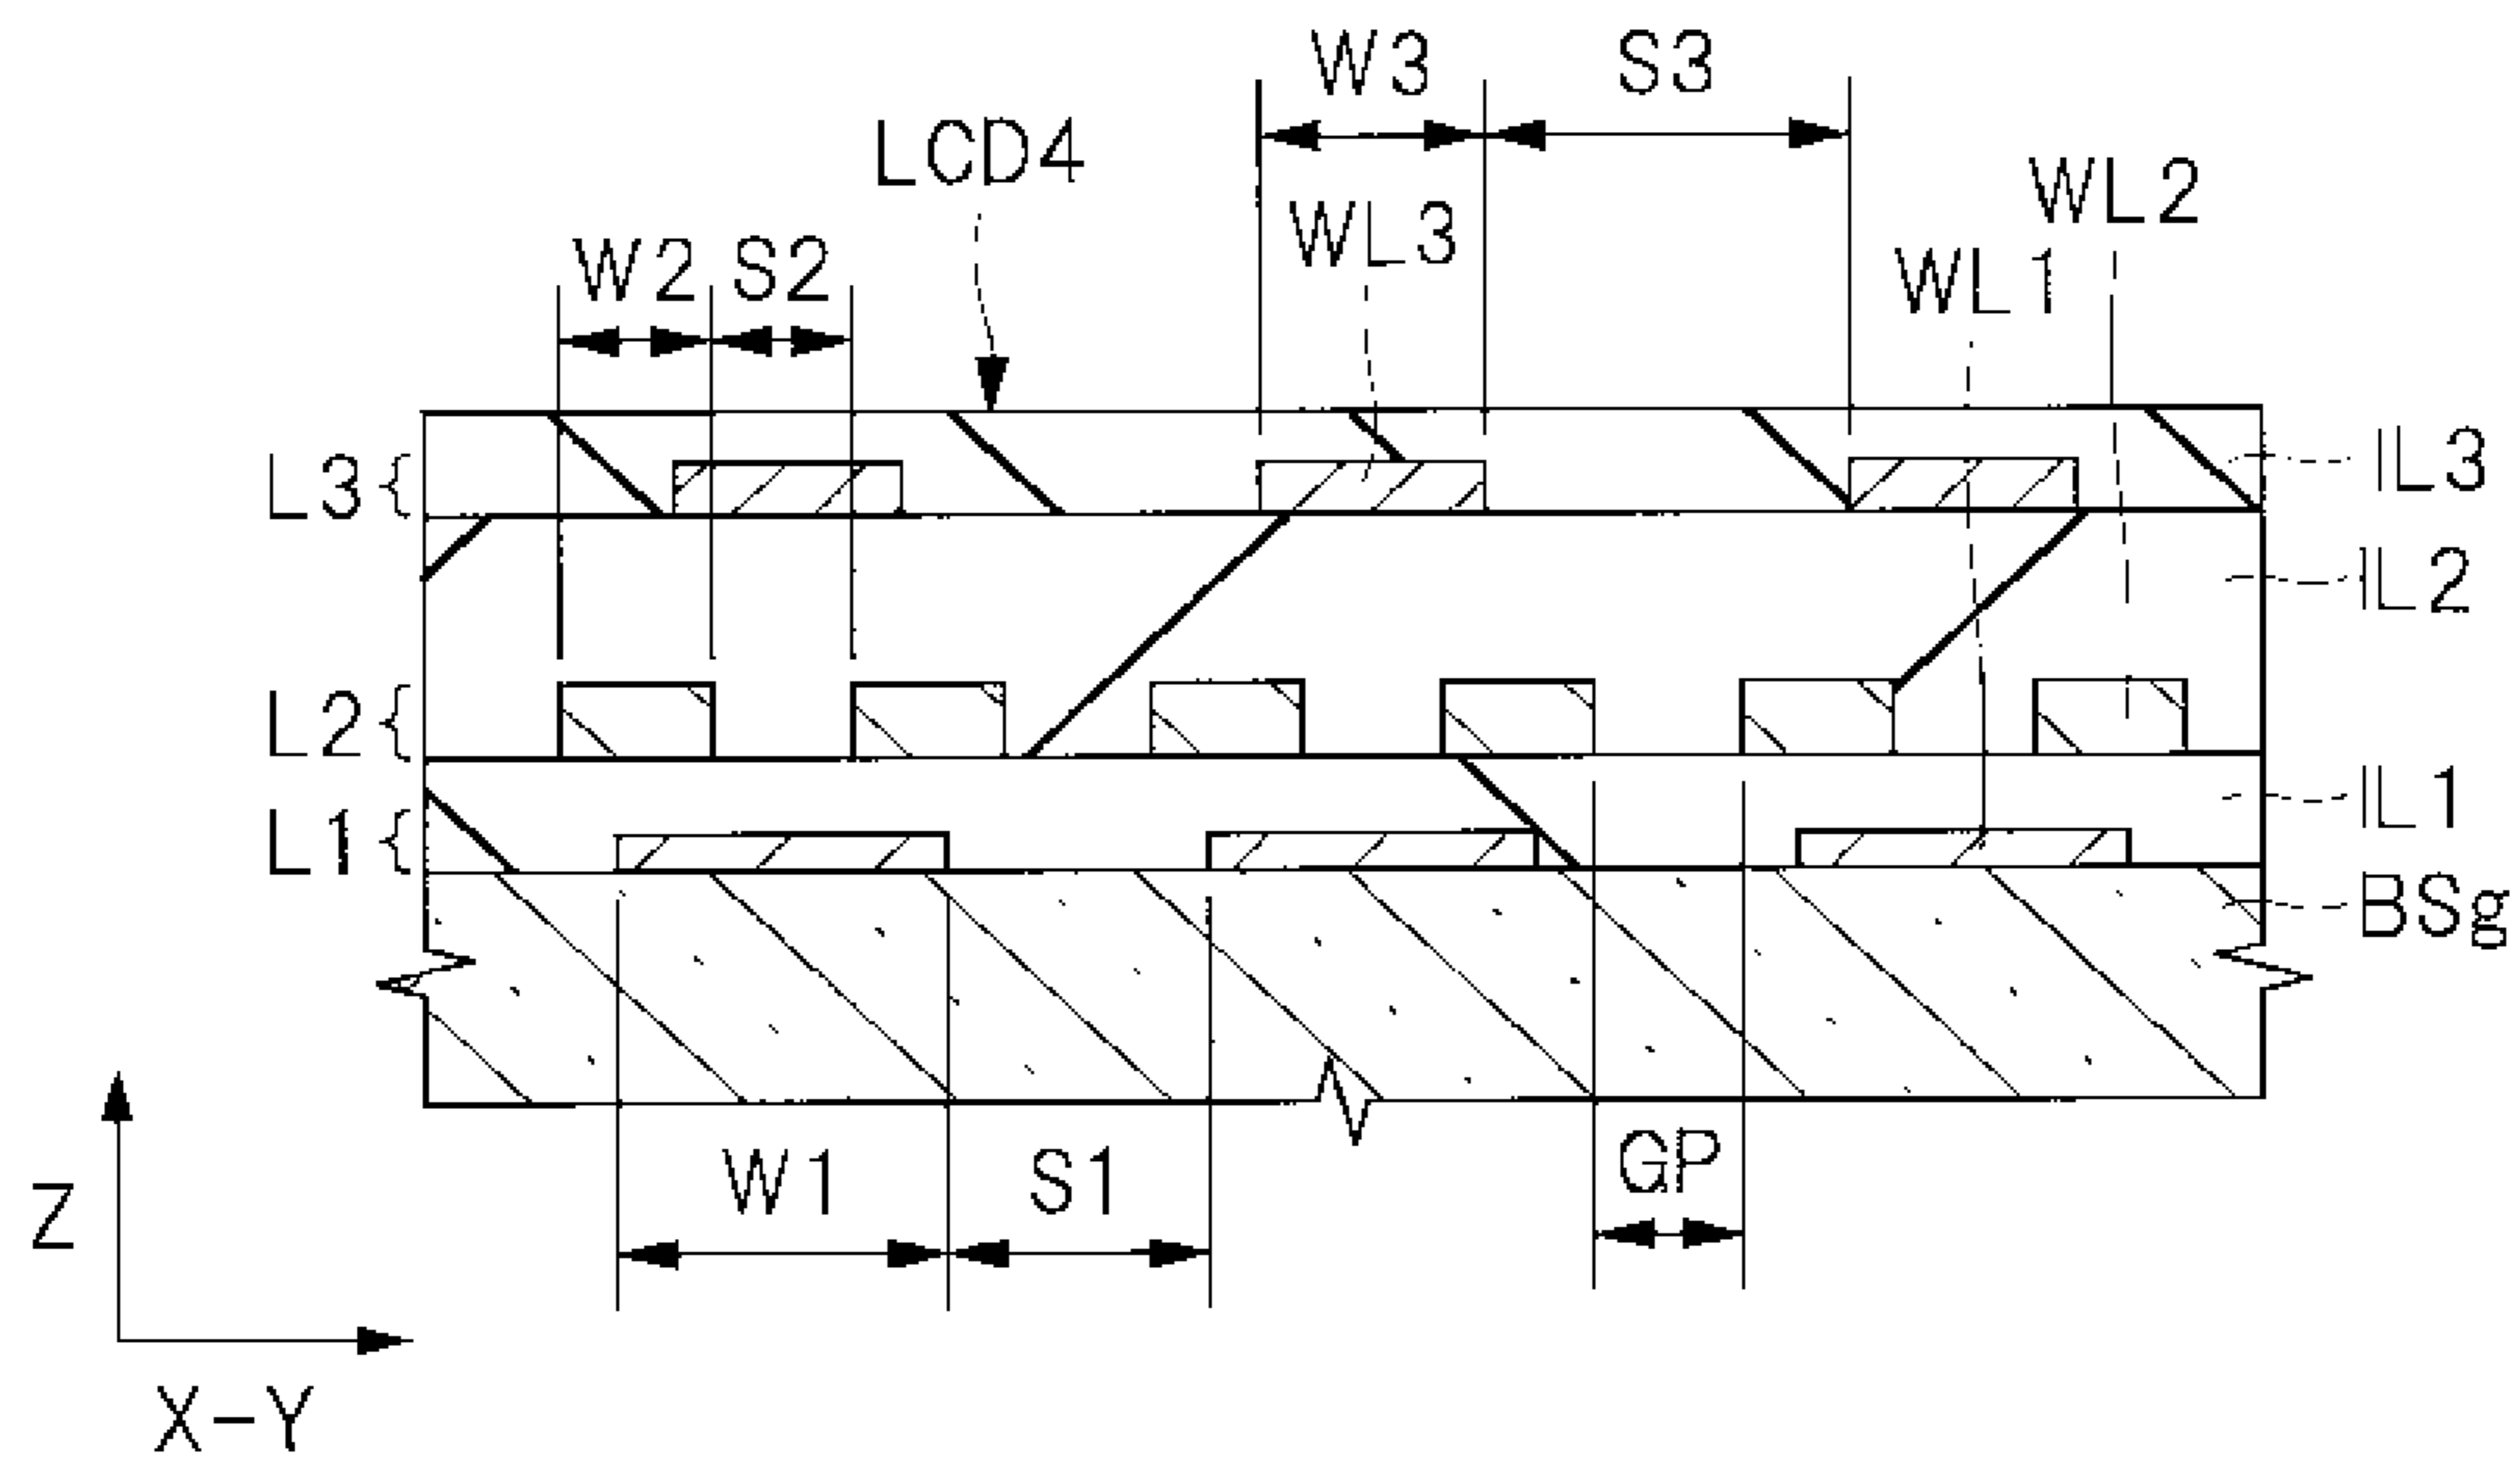 W3 S3
LCD4
WL2
WL3
W2 S2
WL1
L3
IL3
IL2
L2
IL1
L1
BSg
W1 S1 GP
Z
X-Y